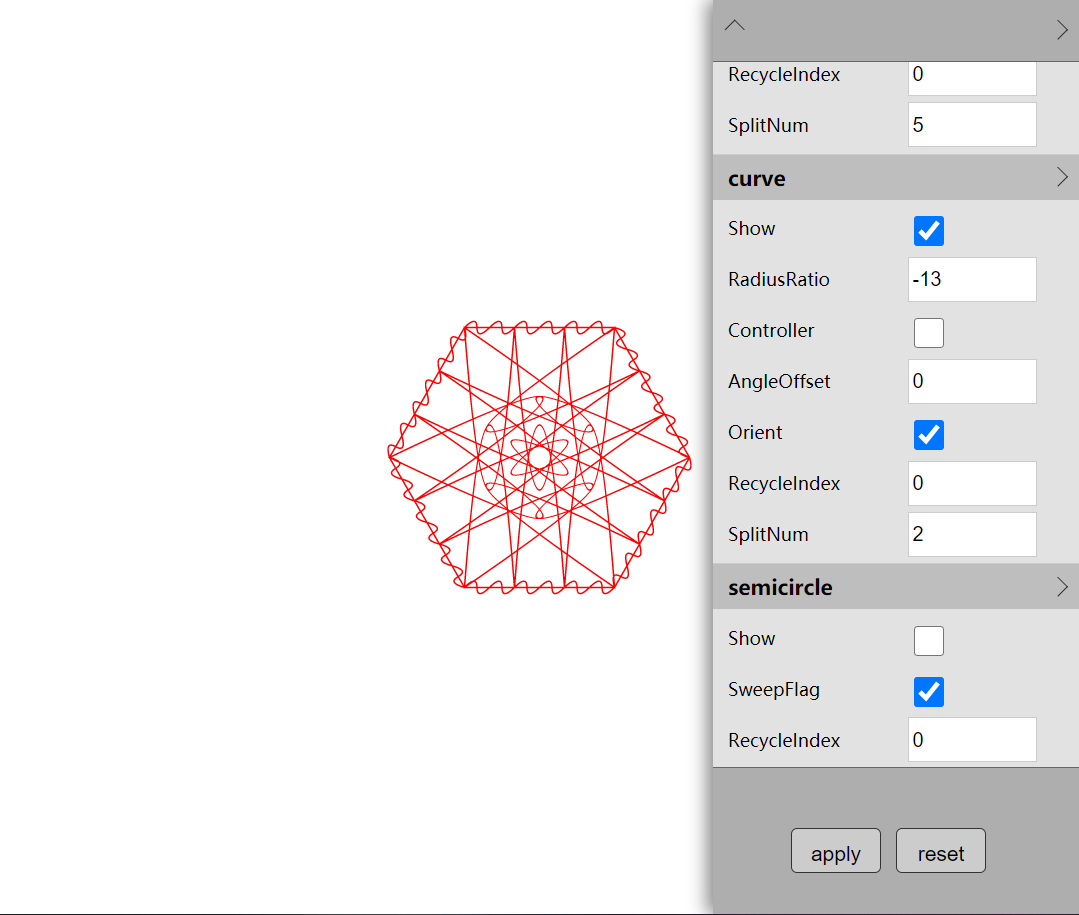 RecycleIndex 0
SplitNum 5
curve
Show
RadiusRatio -13
Controller
AngleOffset 0
Orient
RecycleIndex 0
SplitNum 2
semicircle
Show
SweepFlag
RecycleIndex 0
apply reset